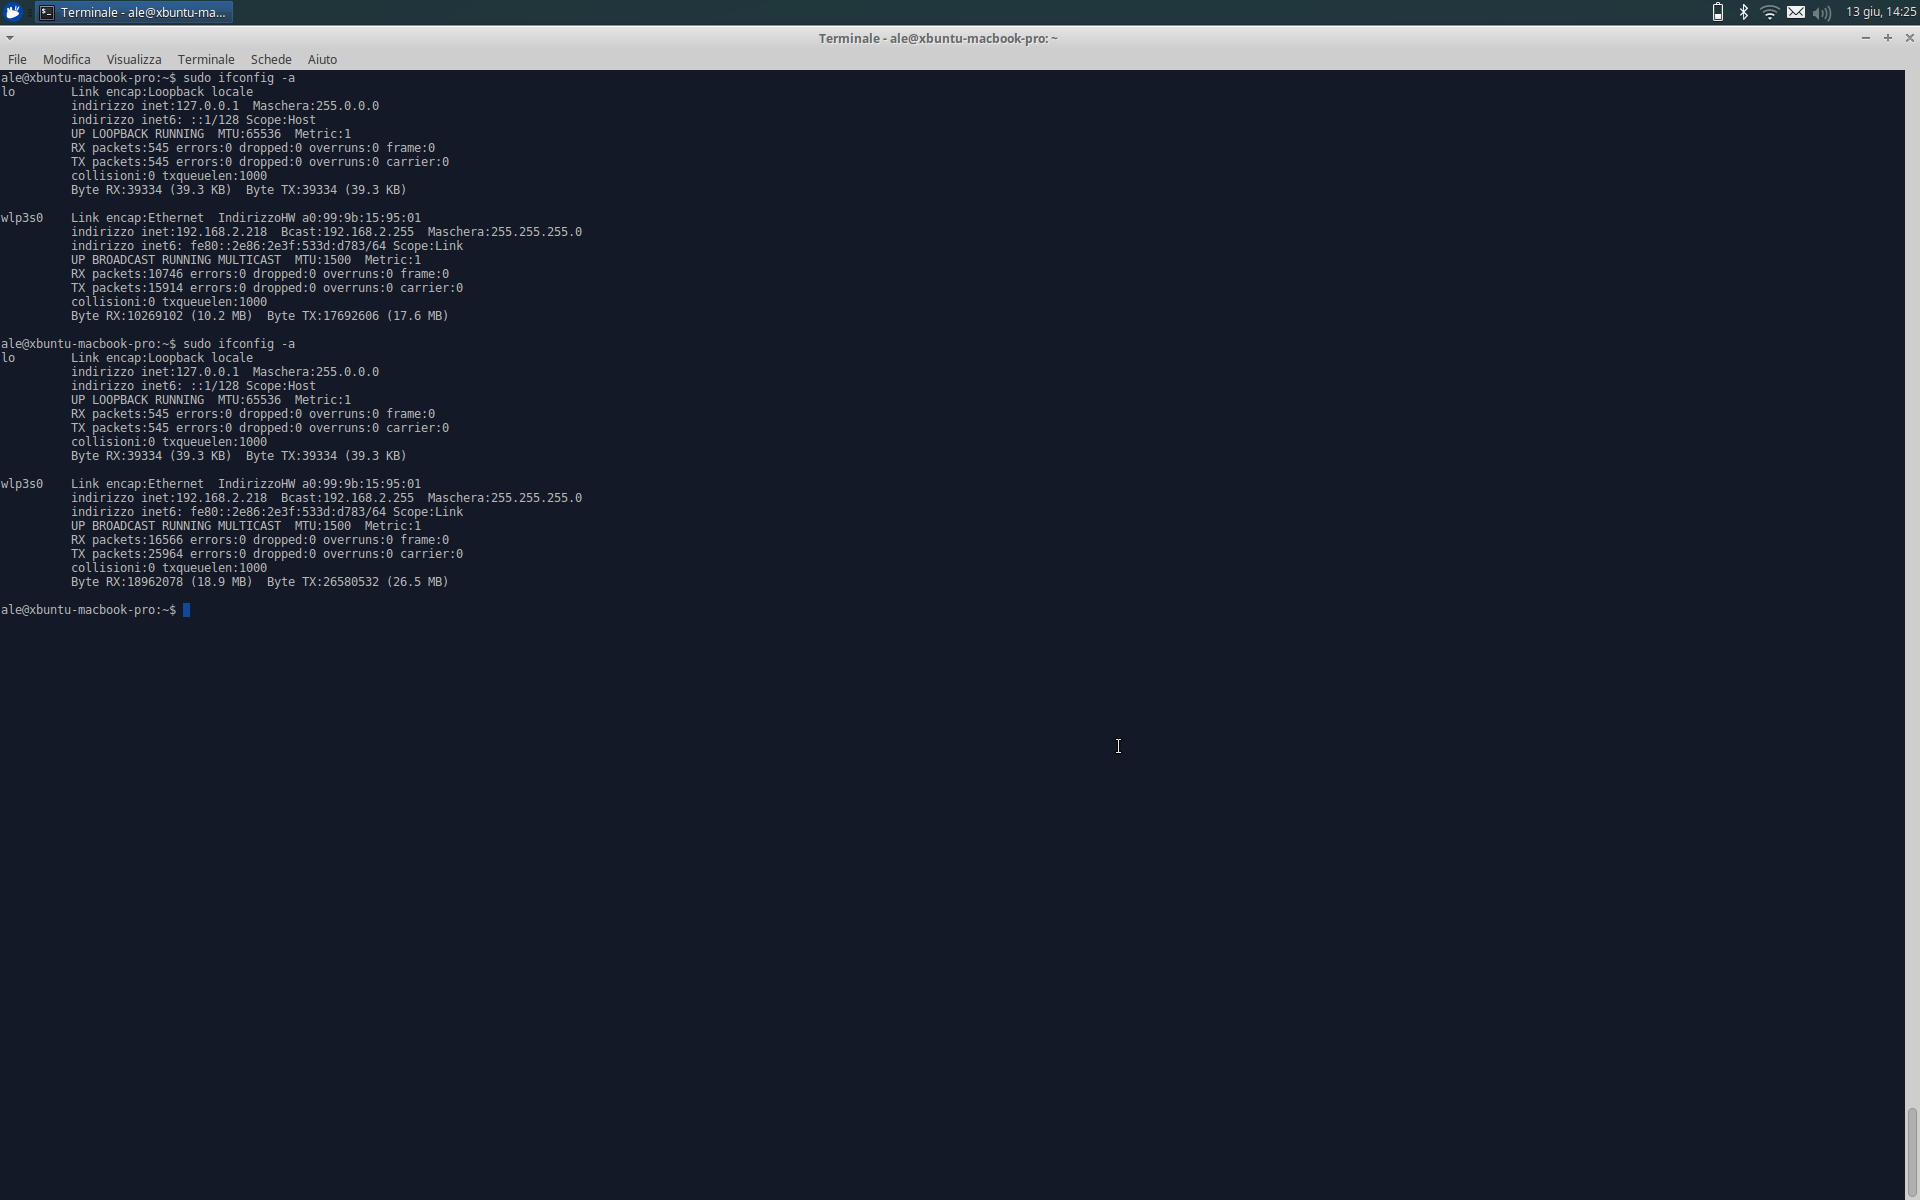 Terminale - ale@xbuntu-ma...
13 giu, 14:25
Terminale - ale@xbuntu-macbook-pro: ~
File Modifica Visualizza Terminale Schede Aiuto
ale@xbuntu-macbook-pro:~$ sudo ifconfig -a
lo        Link encap:Loopback locale
          indirizzo inet:127.0.0.1  Maschera:255.0.0.0
          indirizzo inet6: ::1/128 Scope:Host
          UP LOOPBACK RUNNING  MTU:65536  Metric:1
          RX packets:545 errors:0 dropped:0 overruns:0 frame:0
          TX packets:545 errors:0 dropped:0 overruns:0 carrier:0
          collisioni:0 txqueuelen:1000
          Byte RX:39334 (39.3 KB)  Byte TX:39334 (39.3 KB)
wlp3s0    Link encap:Ethernet  IndirizzoHW a0:99:9b:15:95:01
          indirizzo inet:192.168.2.218  Bcast:192.168.2.255  Maschera:255.255.255.0
          indirizzo inet6: fe80::2e86:2e3f:533d:d783/64 Scope:Link
          UP BROADCAST RUNNING MULTICAST  MTU:1500  Metric:1
          RX packets:10746 errors:0 dropped:0 overruns:0 frame:0
          TX packets:15914 errors:0 dropped:0 overruns:0 carrier:0
          collisioni:0 txqueuelen:1000
          Byte RX:10269102 (10.2 MB)  Byte TX:17692606 (17.6 MB)
ale@xbuntu-macbook-pro:~$ sudo ifconfig -a
lo        Link encap:Loopback locale
          indirizzo inet:127.0.0.1  Maschera:255.0.0.0
          indirizzo inet6: ::1/128 Scope:Host
          UP LOOPBACK RUNNING  MTU:65536  Metric:1
          RX packets:545 errors:0 dropped:0 overruns:0 frame:0
          TX packets:545 errors:0 dropped:0 overruns:0 carrier:0
          collisioni:0 txqueuelen:1000
          Byte RX:39334 (39.3 KB)  Byte TX:39334 (39.3 KB)
wlp3s0    Link encap:Ethernet  IndirizzoHW a0:99:9b:15:95:01
          indirizzo inet:192.168.2.218  Bcast:192.168.2.255  Maschera:255.255.255.0
          indirizzo inet6: fe80::2e86:2e3f:533d:d783/64 Scope:Link
          UP BROADCAST RUNNING MULTICAST  MTU:1500  Metric:1
          RX packets:16566 errors:0 dropped:0 overruns:0 frame:0
          TX packets:25964 errors:0 dropped:0 overruns:0 carrier:0
          collisioni:0 txqueuelen:1000
          Byte RX:18962078 (18.9 MB)  Byte TX:26580532 (26.5 MB)
ale@xbuntu-macbook-pro:~$